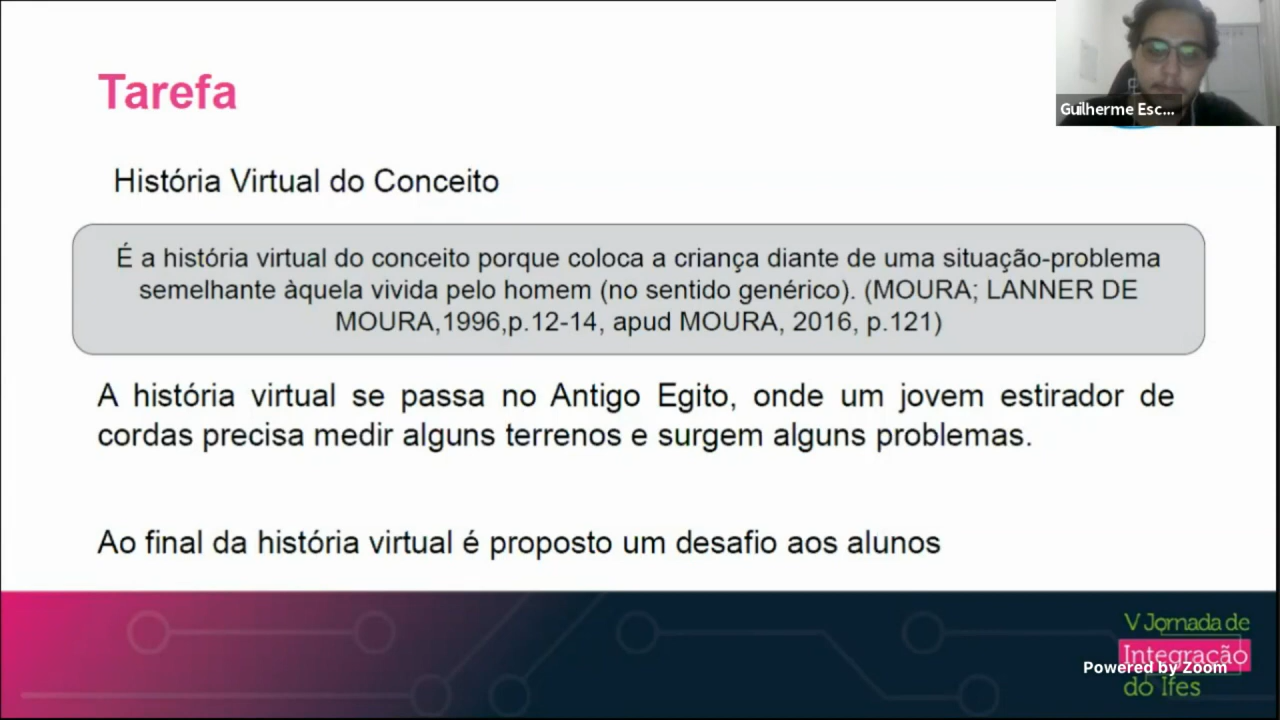 Tarefa
Guilherme Esc...
História Virtual do Conceito
É a história virtual do conceito porque coloca a criança diante de uma situação-problema
semelhante àquela vivida pelo homem (no sentido genérico). (MOURA; LANNER DE
MOURA,1996,p.12-14, apud MOURA, 2016, p.121)
A história virtual se passa no Antigo Egito, onde um jovem estirador de
cordas precisa medir alguns terrenos e surgem alguns problemas.
Ao final da história virtual é proposto um desafio aos alunos
V Jornada de
Integração
Powered by Zoom
do Ifes